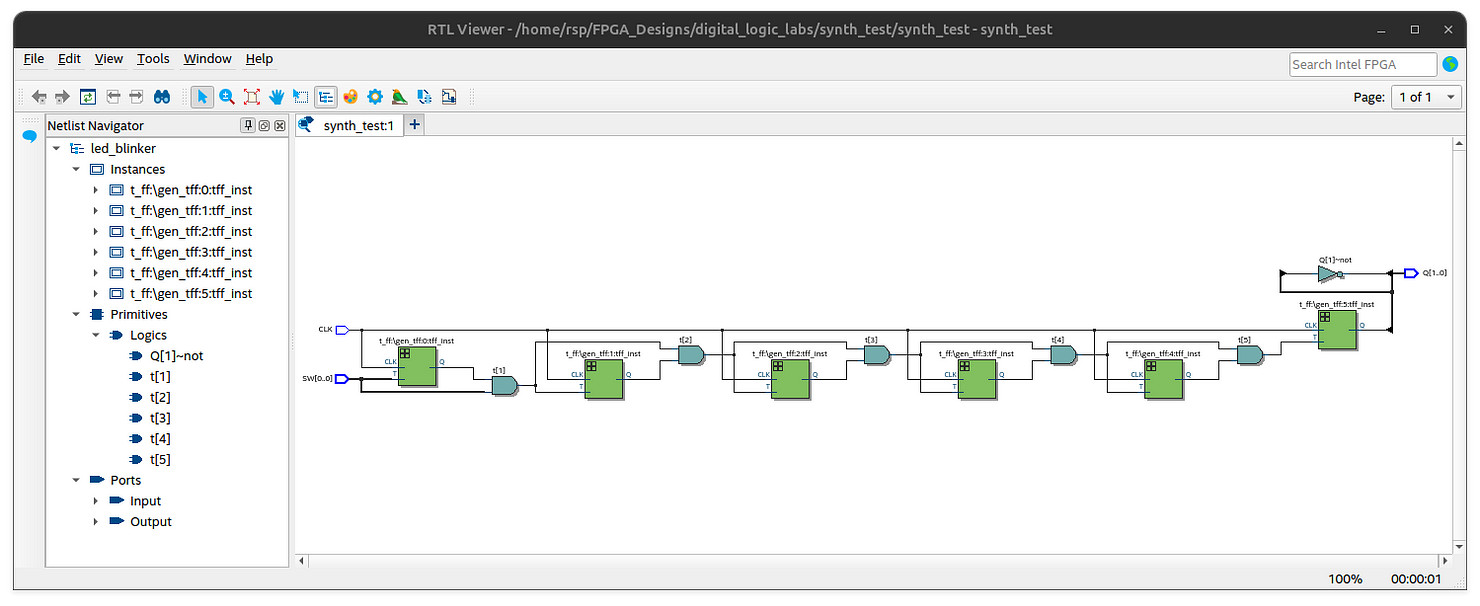 RTL Viewer - /home/rsp/FPGA_Designs/digital_logic_labs/synth_test/synth_test - synth_test
File Edit View Tools Window Help
Search Intel FPGA
Page: 1 of 1
Netlist Navigator
synth_test:1
led_blinker
Instances
t_ff:\gen_tff:0:tff_inst
t_ff:\gen_tff:1:tff_inst
t_ff:\gen_tff:2:tff_inst
t_ff:\gen_tff:3:tff_inst
t_ff:\gen_tff:4:tff_inst
t_ff:\gen_tff:5:tff_inst
Primitives
Logics
Q[1]~not
t[1]
t[2]
t[3]
t[4]
t[5]
Ports
Input
Output
CLK
SW[0..0]
t_ff:\gen_tff:0:tff_inst
CLK
T
Q
t[1]
t_ff:\gen_tff:1:tff_inst
CLK
T
Q
t[2]
t_ff:\gen_tff:2:tff_inst
CLK
T
Q
t[3]
t_ff:\gen_tff:3:tff_inst
CLK
T
Q
t[4]
t_ff:\gen_tff:4:tff_inst
CLK
T
Q
t[5]
t_ff:\gen_tff:5:tff_inst
CLK
T
Q
Q[1]~not
Q[1..0]
100% 00:00:01